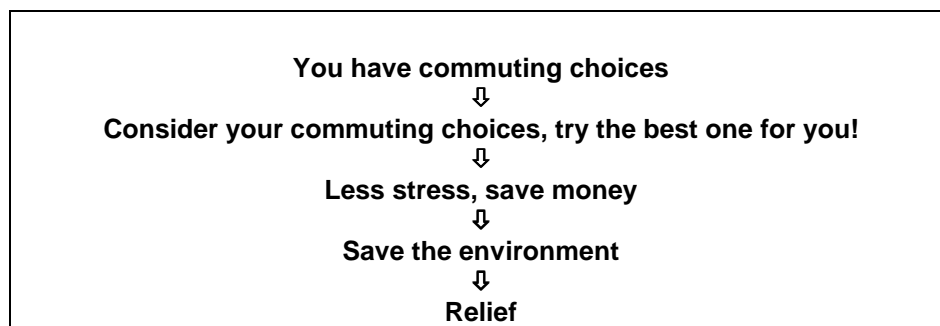 You have commuting choices
⇩
Consider your commuting choices, try the best one for you!
⇩
Less stress, save money
⇩
Save the environment
⇩
Relief